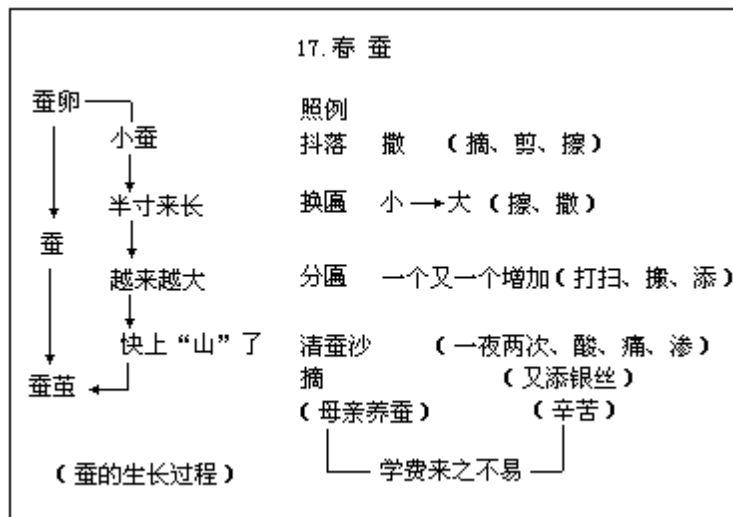 17.春 蚕
蚕卵 照例
小蚕 抖落 撒 (摘、剪、擦)
半寸来长 换匾 小→大 (擦、撒)
蚕
越来越大 分匾 一个又一个增加(打扫、搬、添)
快上“山”了 洁蚕沙 (一夜两次、酸、痛、渗)
蚕茧 摘 (又添银丝)
(母亲养蚕) (辛苦)
(蚕的生长过程) 学费来之不易